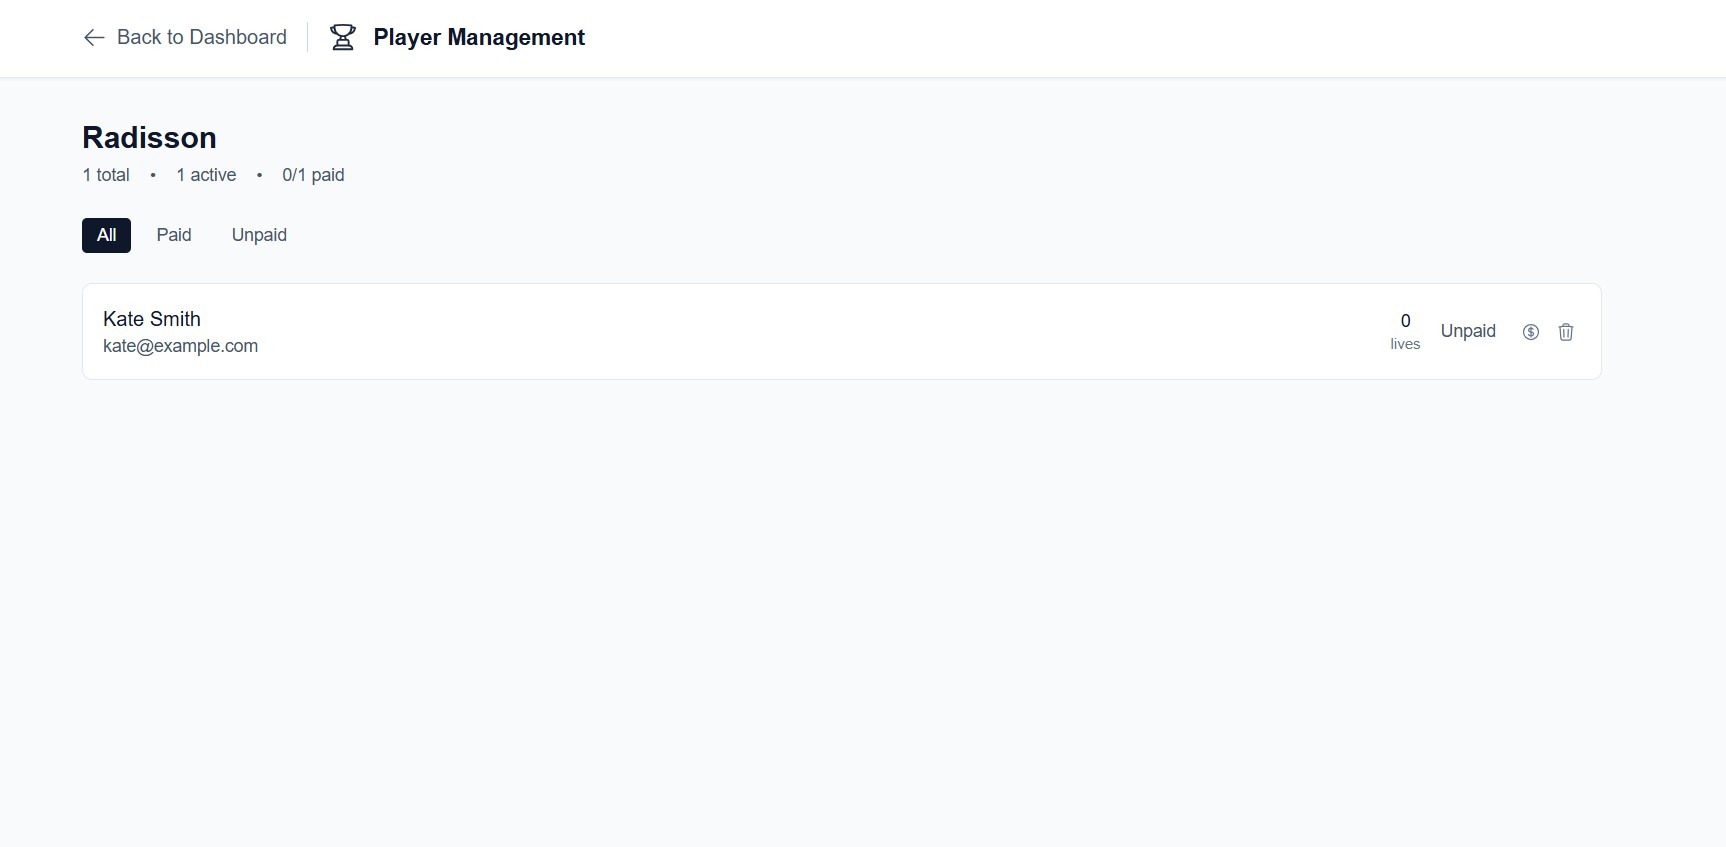 Back to Dashboard
Player Management
Radisson
1 total • 1 active • 0/1 paid
All Paid Unpaid
Kate Smith
kate@example.com
0
lives
Unpaid